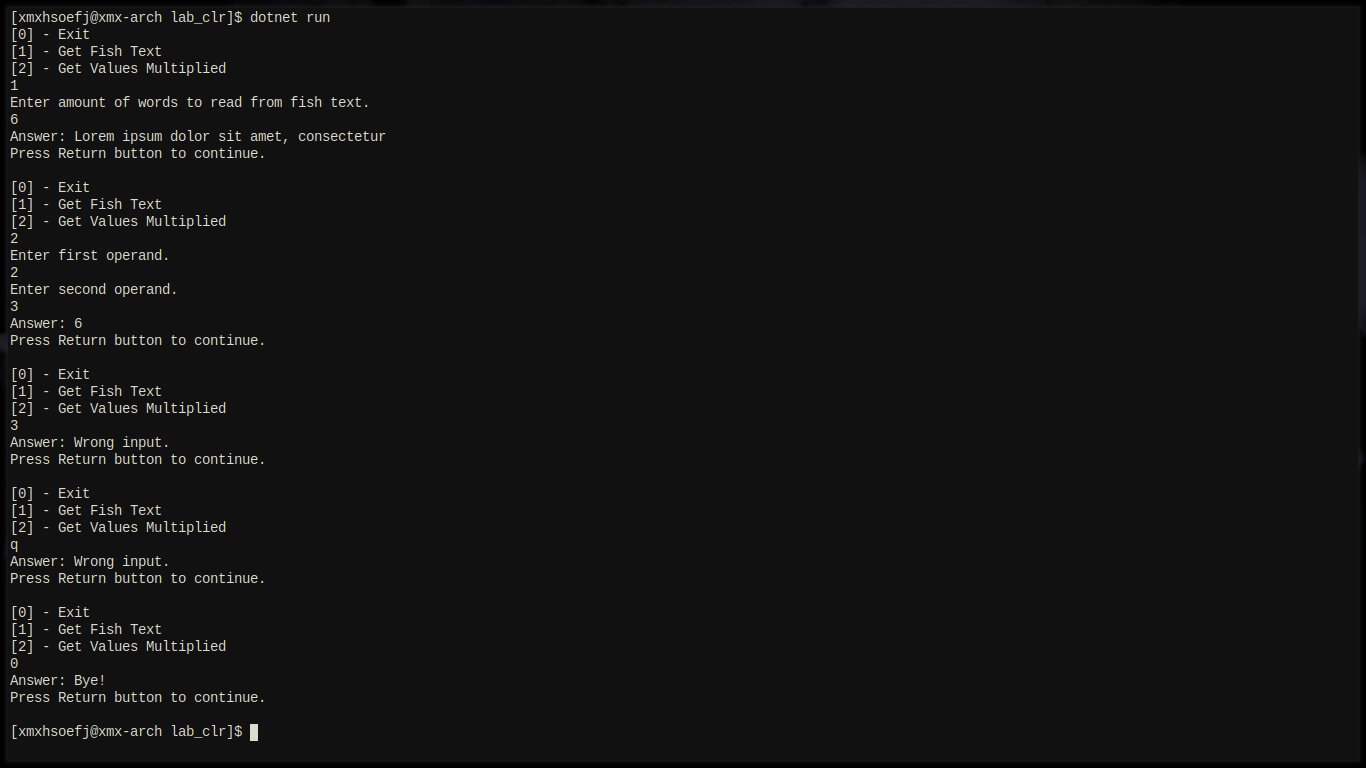 [xmxhsoefj@xmx-arch lab_clr]$ dotnet run
[0] - Exit
[1] - Get Fish Text
[2] - Get Values Multiplied
1
Enter amount of words to read from fish text.
6
Answer: Lorem ipsum dolor sit amet, consectetur
Press Return button to continue.

[0] - Exit
[1] - Get Fish Text
[2] - Get Values Multiplied
2
Enter first operand.
2
Enter second operand.
3
Answer: 6
Press Return button to continue.

[0] - Exit
[1] - Get Fish Text
[2] - Get Values Multiplied
3
Answer: Wrong input.
Press Return button to continue.

[0] - Exit
[1] - Get Fish Text
[2] - Get Values Multiplied
q
Answer: Wrong input.
Press Return button to continue.

[0] - Exit
[1] - Get Fish Text
[2] - Get Values Multiplied
0
Answer: Bye!
Press Return button to continue.

[xmxhsoefj@xmx-arch lab_clr]$